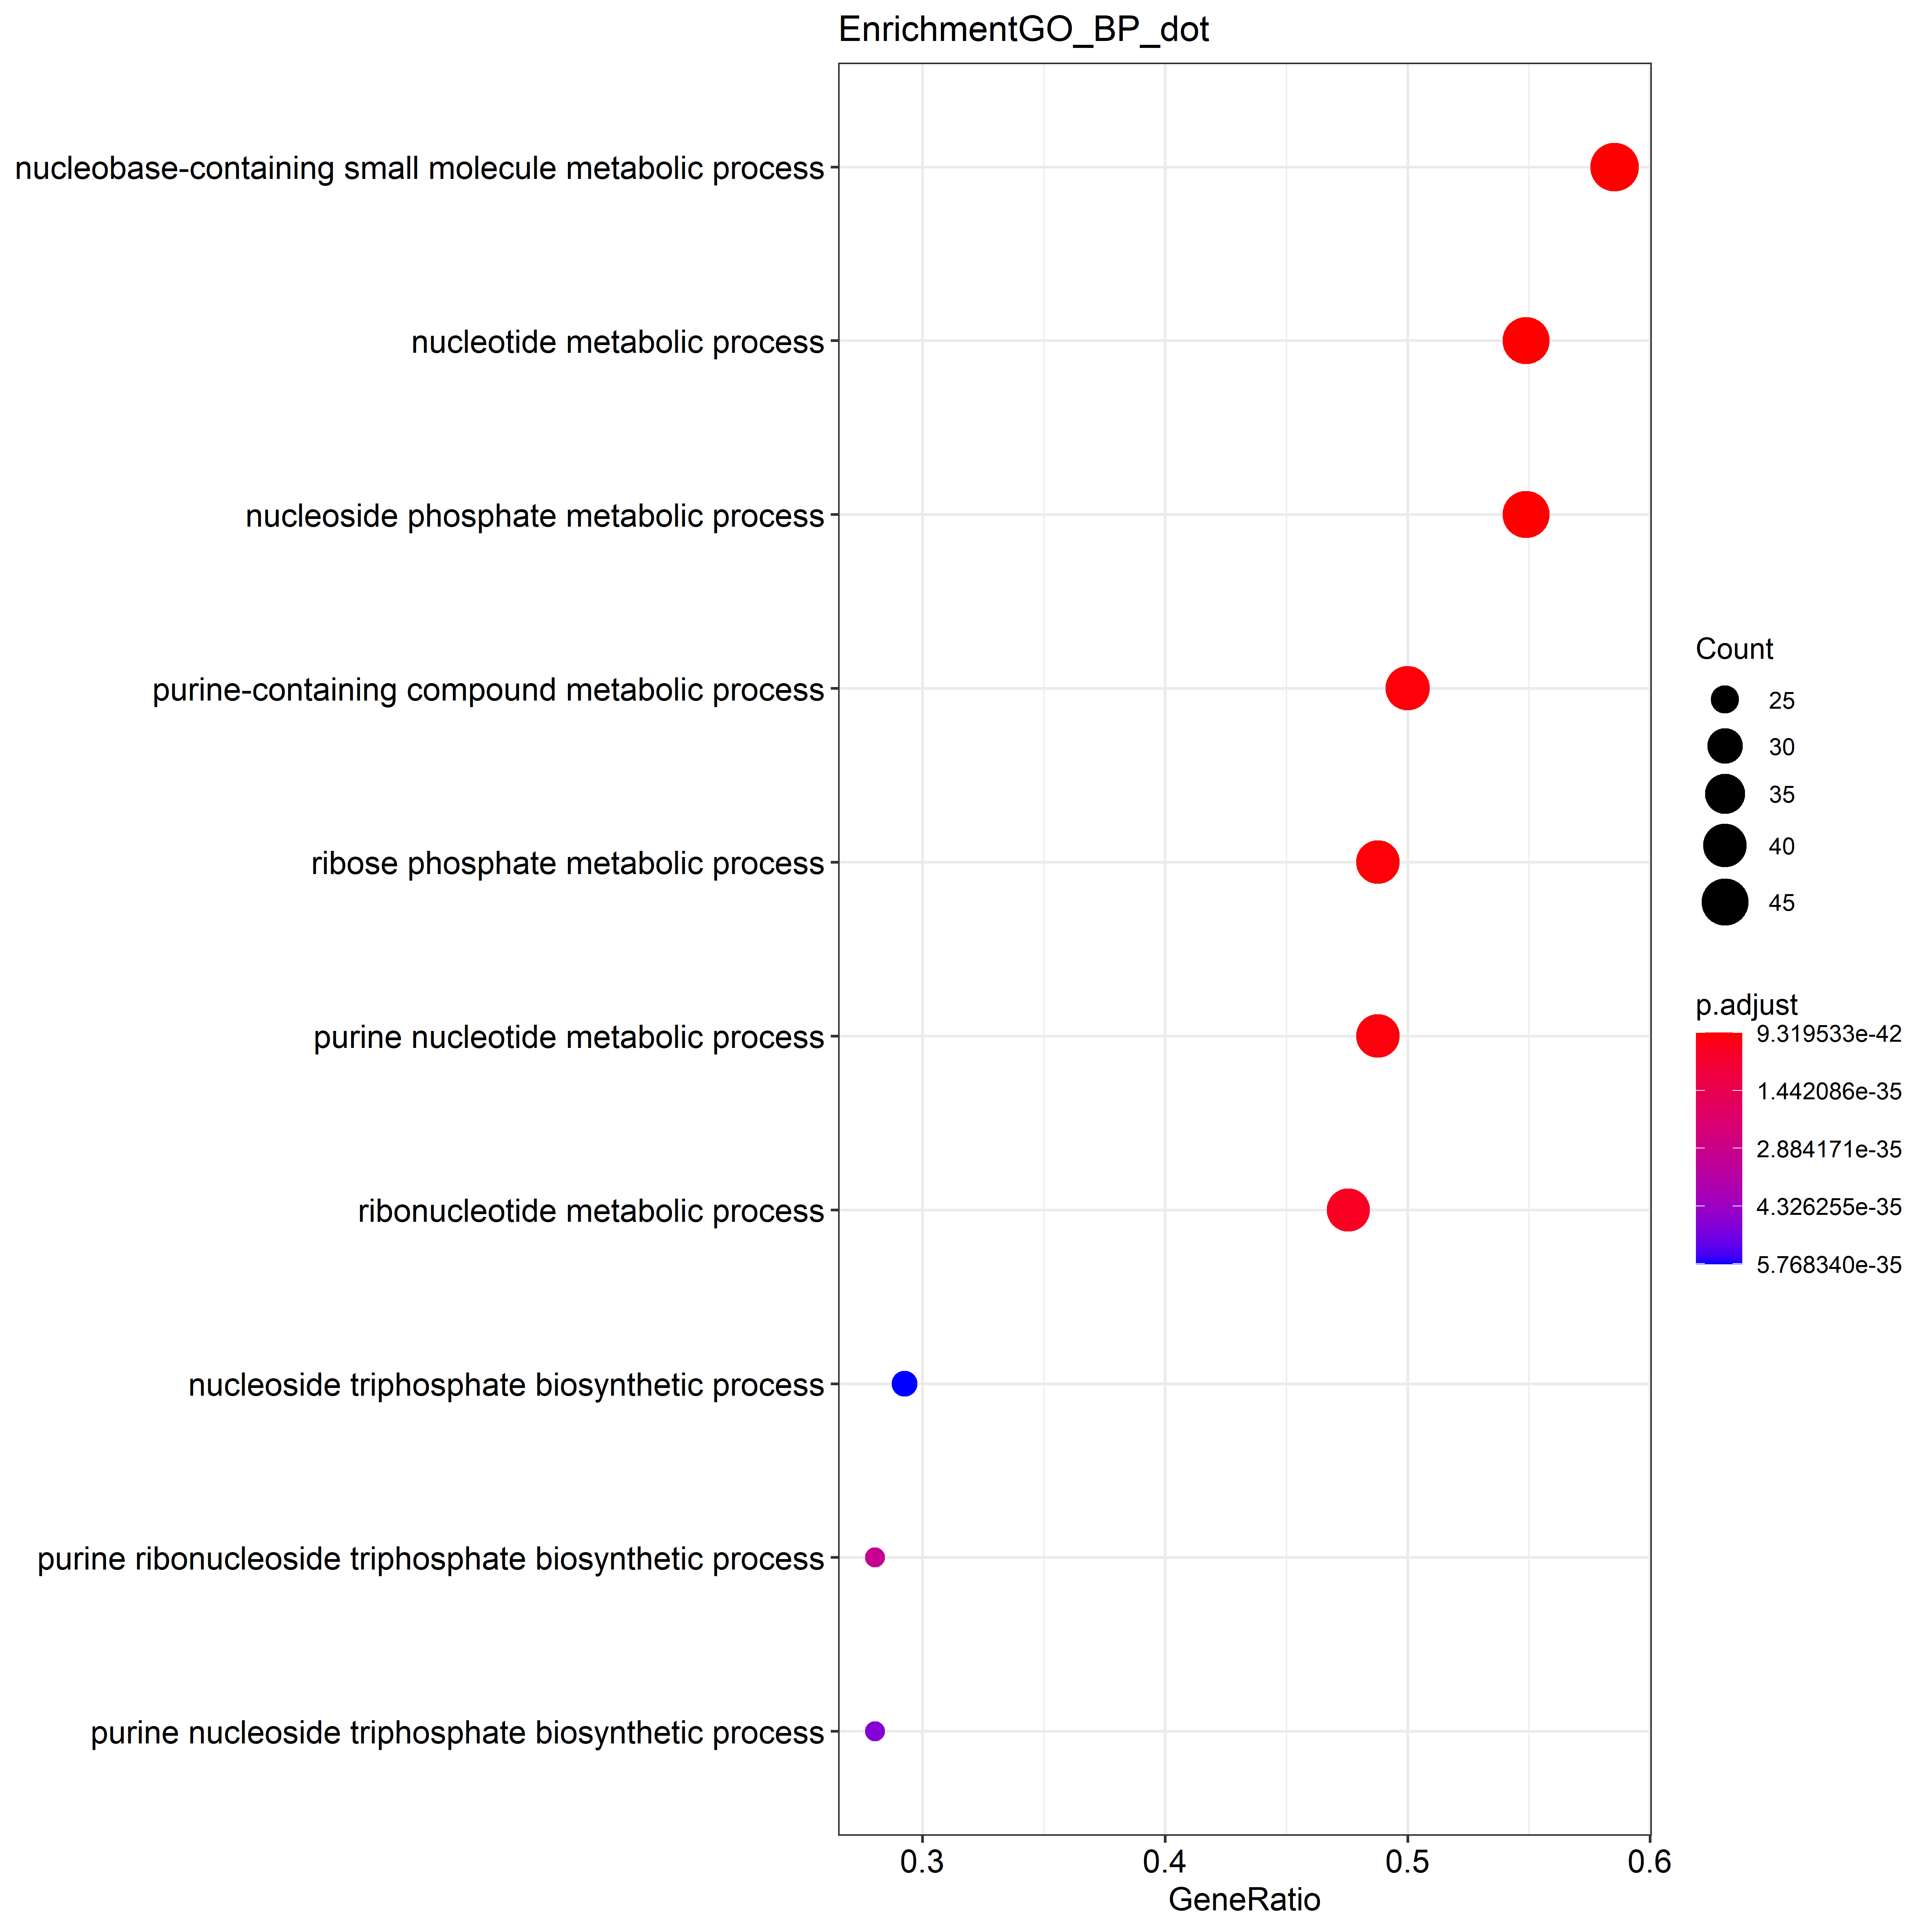 EnrichmentGO_BP_dot
nucleobase-containing small molecule metabolic process
nucleotide metabolic process
nucleoside phosphate metabolic process
purine-containing compound metabolic process
ribose phosphate metabolic process
purine nucleotide metabolic process
ribonucleotide metabolic process
nucleoside triphosphate biosynthetic process
purine ribonucleoside triphosphate biosynthetic process
purine nucleoside triphosphate biosynthetic process
0.3 0.4 0.5 0.6
GeneRatio
Count
25
30
35
40
45
p.adjust
9.319533e-42
1.442086e-35
2.884171e-35
4.326255e-35
5.768340e-35